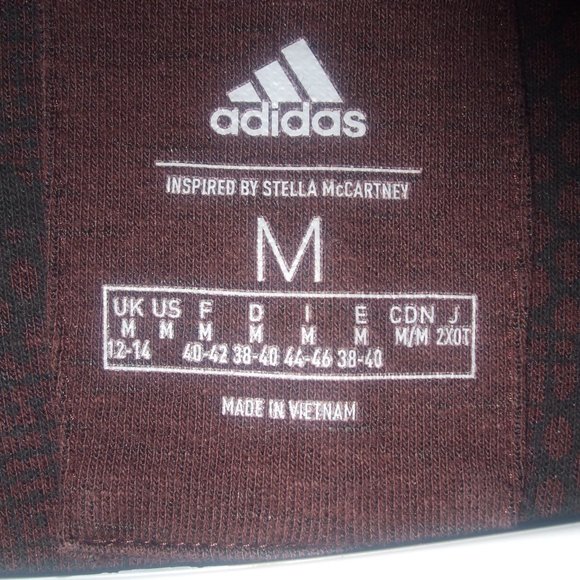 adidas
INSPIRED BY STELLA McCARTNEY
M
UK US F D I E CDN J
M M M M M M M/M 2XOT
12-14 40-42 38-40 44-46 38-40
MADE IN VIETNAM